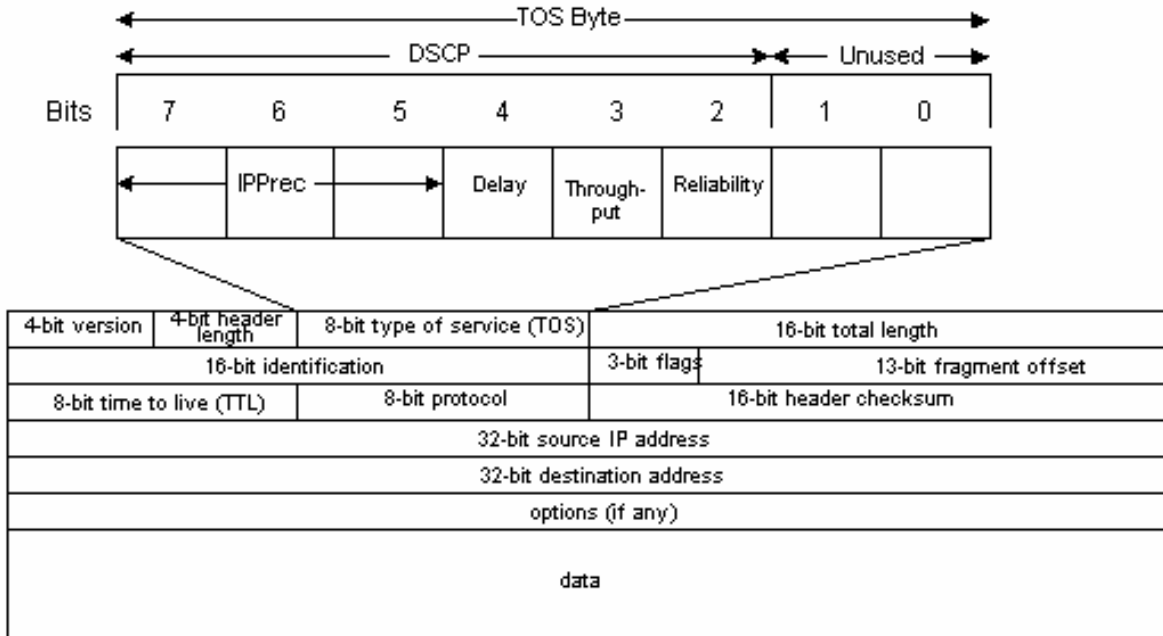 TOS Byte
DSCP Unused
Bits 7 6 5 4 3 2 1 0
IPPrec Delay Through-put Reliability
4-bit version 4-bit header length 8-bit type of service (TOS) 16-bit total length
16-bit identification 3-bit flags 13-bit fragment offset
8-bit time to live (TTL) 8-bit protocol 16-bit header checksum
32-bit source IP address
32-bit destination address
options (if any)
data